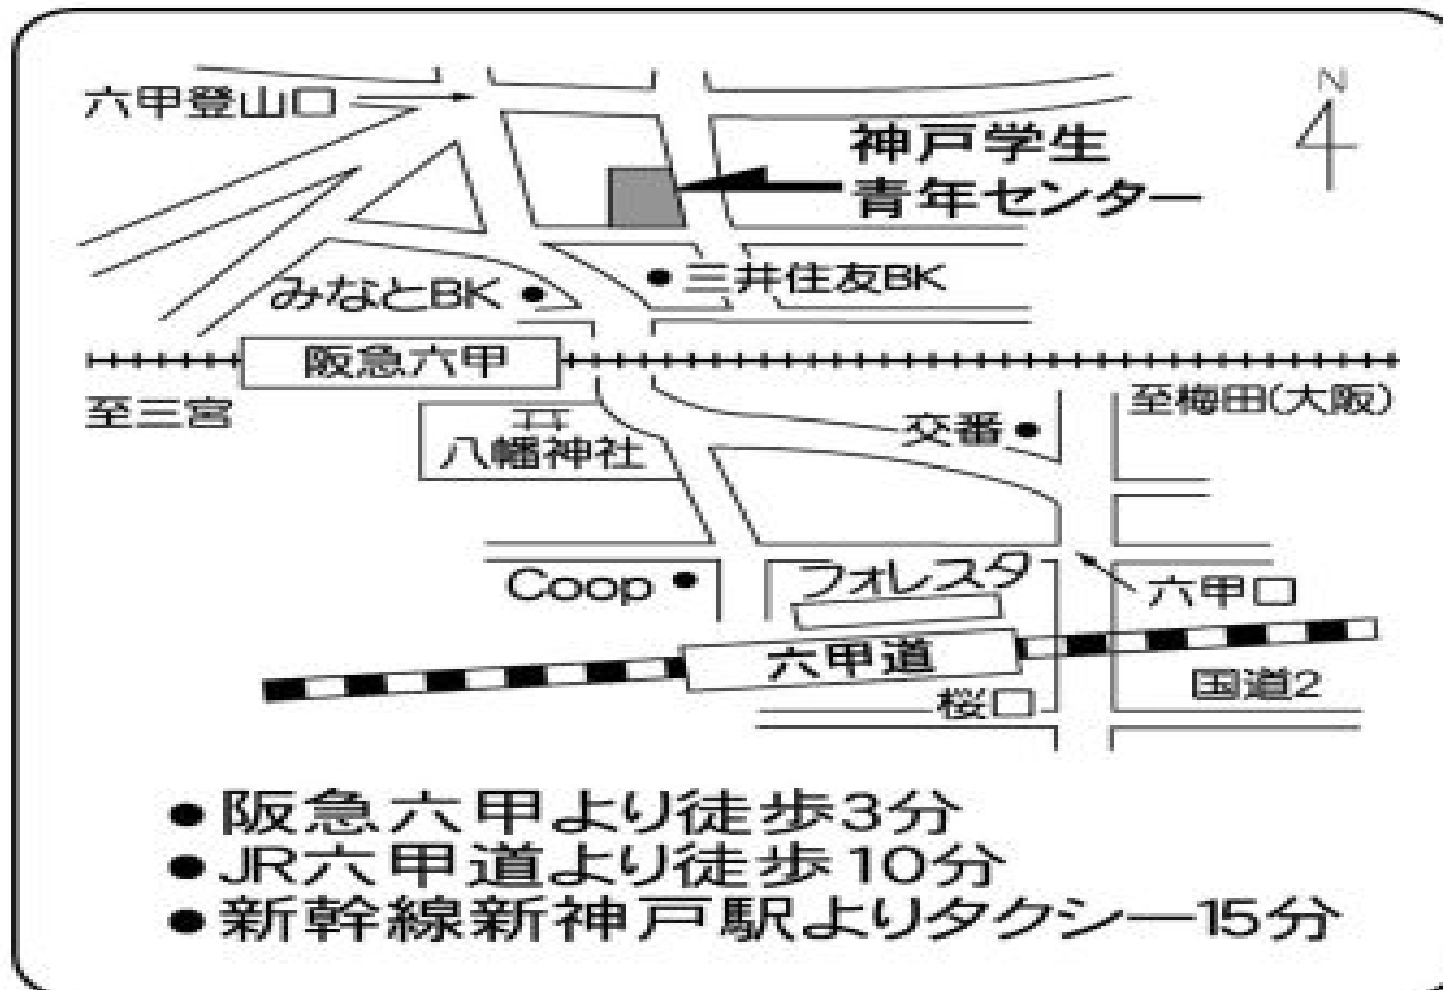 N
六甲登山口
神戸学生
青年センター
三井住友BK
みなとBK
阪急六甲
至三宮
至梅田(大阪)
交番
八幡神社
Coop
フォレスタ
六甲口
六甲道
国道2
桜口
●阪急六甲より徒歩3分
●JR六甲道より徒歩10分
●新幹線新神戸駅よりタクシー15分